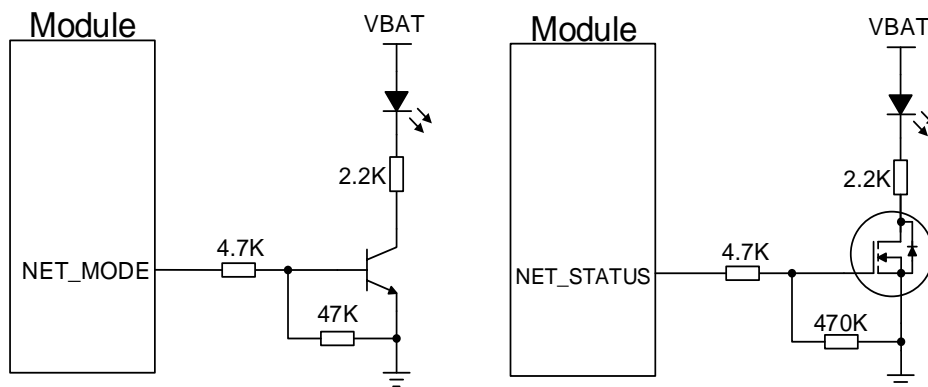 Module
VBAT
2.2K
4.7K
NET_MODE
47K
Module
VBAT
2.2K
4.7K
NET_STATUS
470K